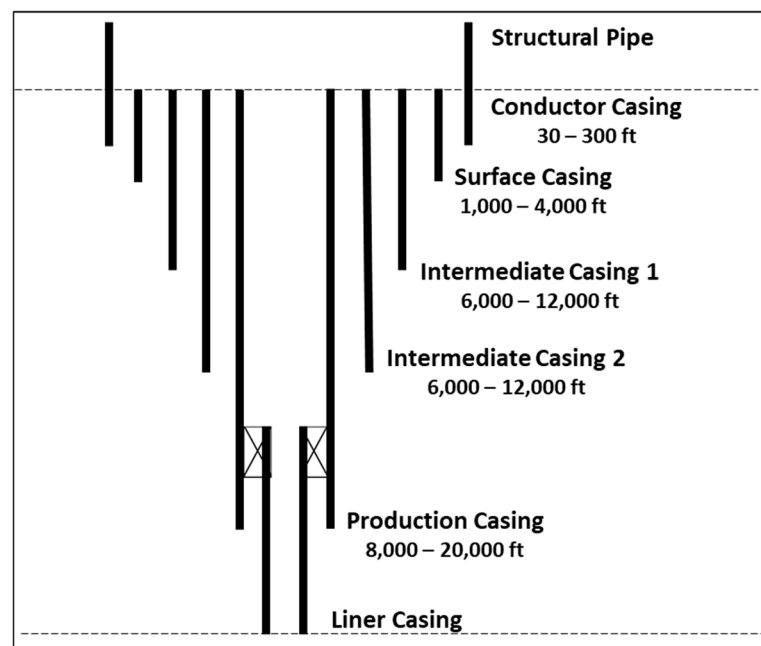 Structural Pipe
Conductor Casing
30 – 300 ft
Surface Casing
1,000 – 4,000 ft
Intermediate Casing 1
6,000 – 12,000 ft
Intermediate Casing 2
6,000 – 12,000 ft
Production Casing
8,000 – 20,000 ft
Liner Casing